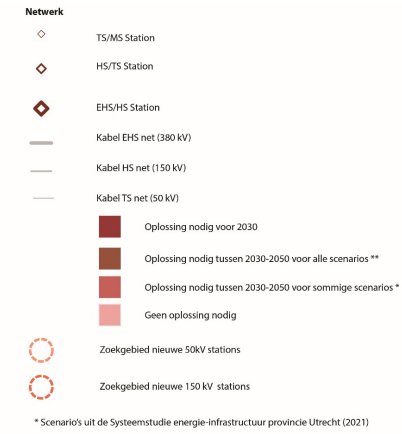 Netwerk
TS/MS Station
HS/TS Station
EHS/HS Station
Kabel EHS net (380 kV)
Kabel HS net (150 kV)
Kabel TS net (50 kV)
Oplossing nodig voor 2030
Oplossing nodig tussen 2030-2050 voor alle scenarios **
Oplossing nodig tussen 2030-2050 voor sommige scenarios *
Geen oplossing nodig
Zoekgebied nieuwe 50kV stations
Zoekgebied nieuwe 150 kV stations
* Scenario's uit de Systeemstudie energie-infrastructuur provincie Utrecht (2021)